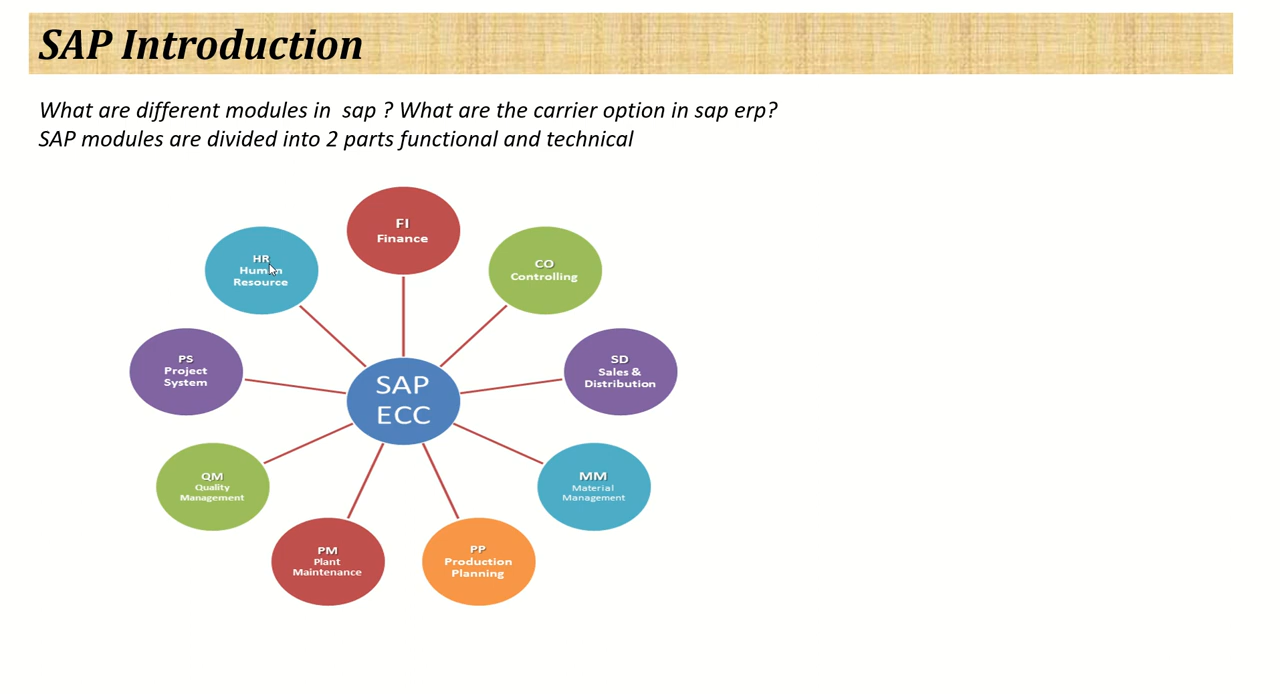 SAP Introduction
What are different modules in  sap ? What are the carrier option in sap erp?
SAP modules are divided into 2 parts functional and technical
FI
Finance
HR
Human
Resource
CO
Controlling
PS
Project
System
SD
Sales &
Distribution
SAP
ECC
QM
Quality
Management
MM
Material
Management
PM
Plant
Maintenance
PP
Production
Planning